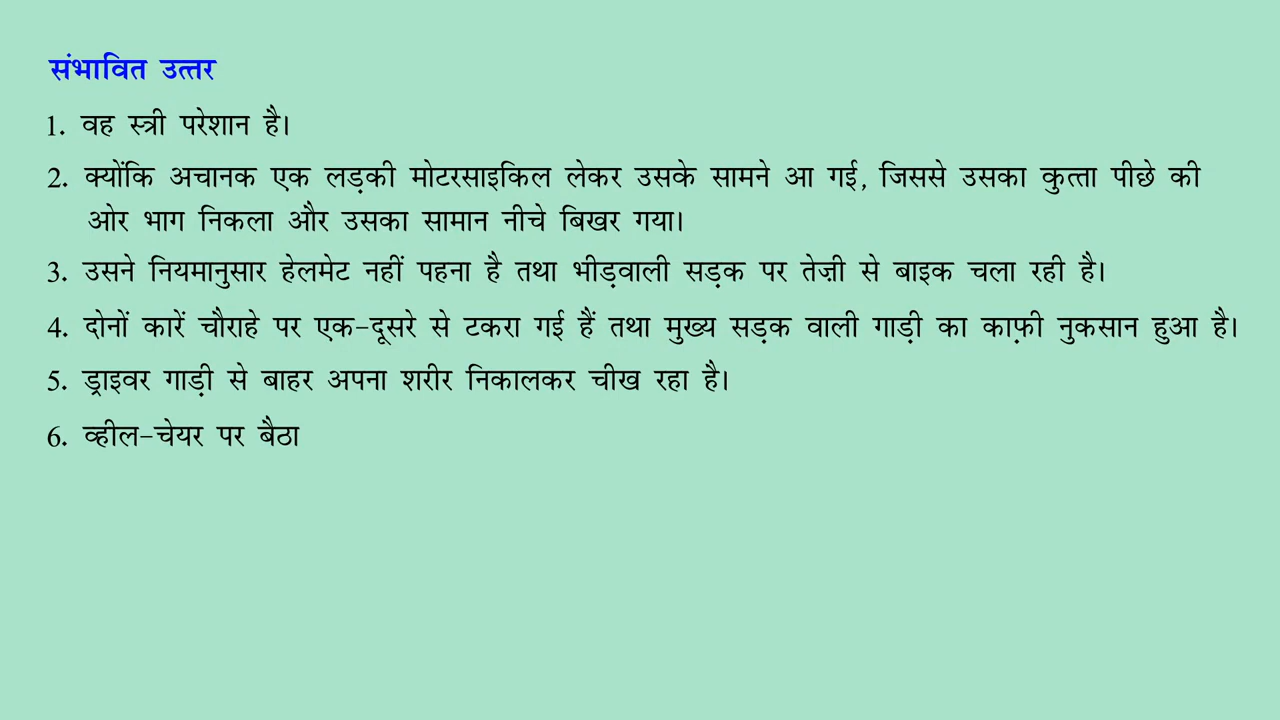 संभावित उत्तर
1. वह स्त्री परेशान है।
2. क्योंकि अचानक एक लड़की मोटरसाइकिल लेकर उसके सामने आ गई, जिससे उसका कुत्ता पीछे की
ओर भाग निकला और उसका सामान नीचे बिखर गया।
3. उसने नियमानुसार हेलमेट नहीं पहना है तथा भीड़वाली सड़क पर तेज़ी से बाइक चला रही है।
4. दोनों कारें चौराहे पर एक-दूसरे से टकरा गई हैं तथा मुख्य सड़क वाली गाड़ी का काफ़ी नुकसान हुआ है।
5. ड्राइवर गाड़ी से बाहर अपना शरीर निकालकर चीख रहा है।
6. व्हील-चेयर पर बैठा